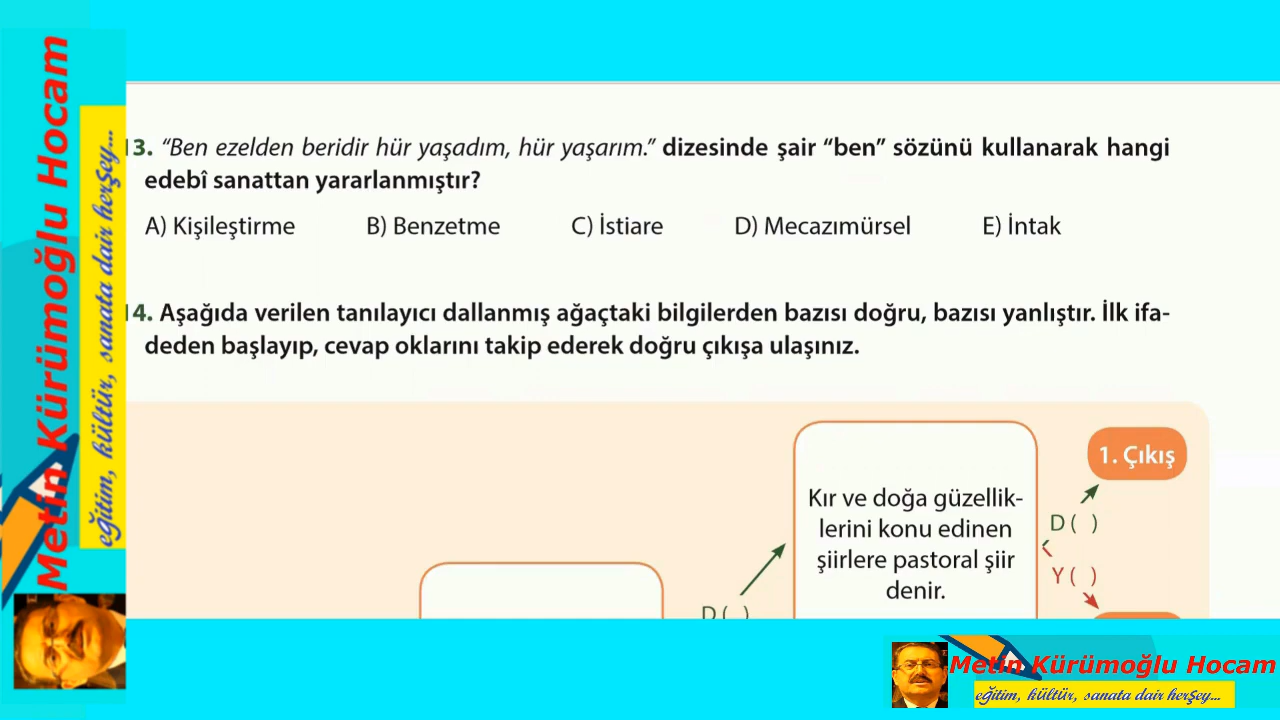 Metin Kürümoğlu Hocam
eğitim, kültür, sanata dair herşey...
13. “Ben ezelden beridir hür yaşadım, hür yaşarım.” dizesinde şair “ben” sözünü kullanarak hangi
edebî sanattan yararlanmıştır?
A) Kişileştirme B) Benzetme C) İstiare D) Mecazımürsel E) İntak
14. Aşağıda verilen tanılayıcı dallanmış ağaçtaki bilgilerden bazısı doğru, bazısı yanlıştır. İlk ifa-
deden başlayıp, cevap oklarını takip ederek doğru çıkışa ulaşınız.
1. Çıkış
Kır ve doğa güzellik-
lerini konu edinen
şiirlere pastoral şiir
denir.
D ( )
Y ( )
D ( )
Metin Kürümoğlu Hocam
eğitim, kültür, sanata dair herşey...